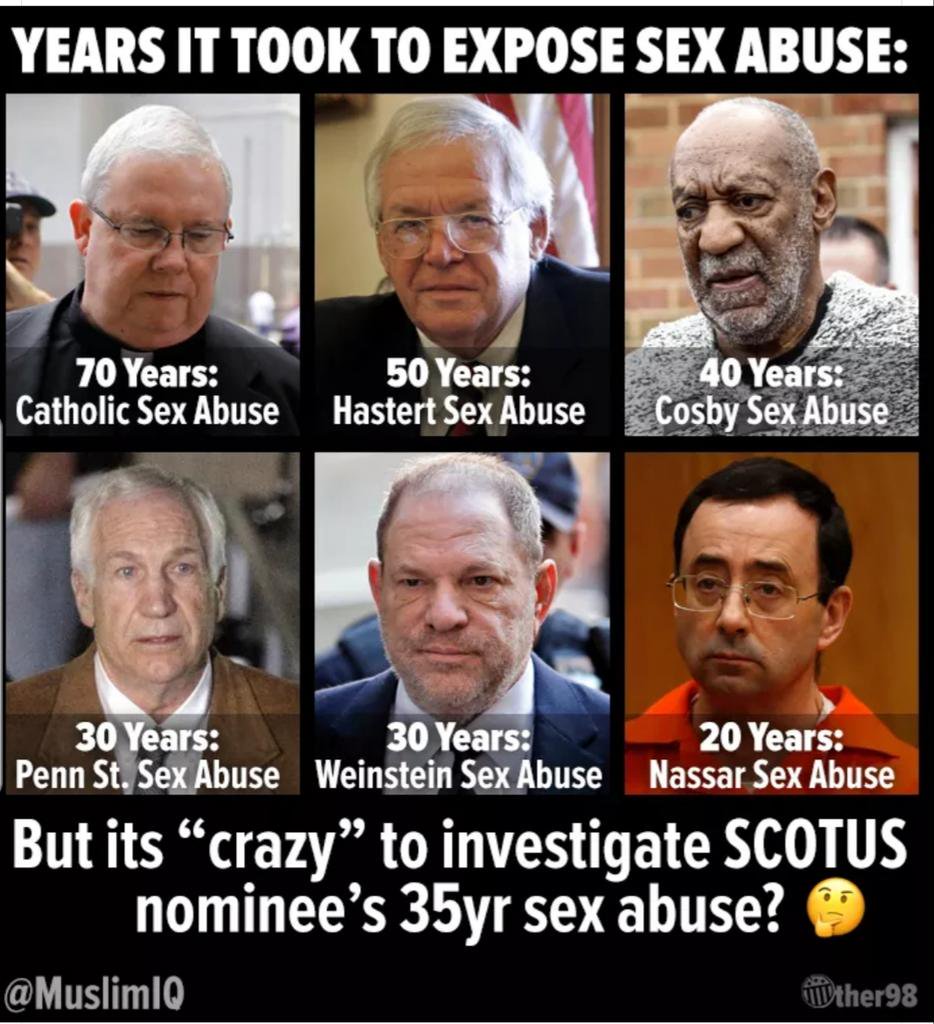 YEARS IT TOOK TO EXPOSE SEX ABUSE:
70 Years:
Catholic Sex Abuse
50 Years:
Hastert Sex Abuse
40 Years:
Cosby Sex Abuse
30 Years:
Penn St. Sex Abuse
30 Years:
Weinstein Sex Abuse
20 Years:
Nassar Sex Abuse
But its “crazy” to investigate SCOTUS
nominee’s 35yr sex abuse? 🤔
@MuslimIQ
ther98